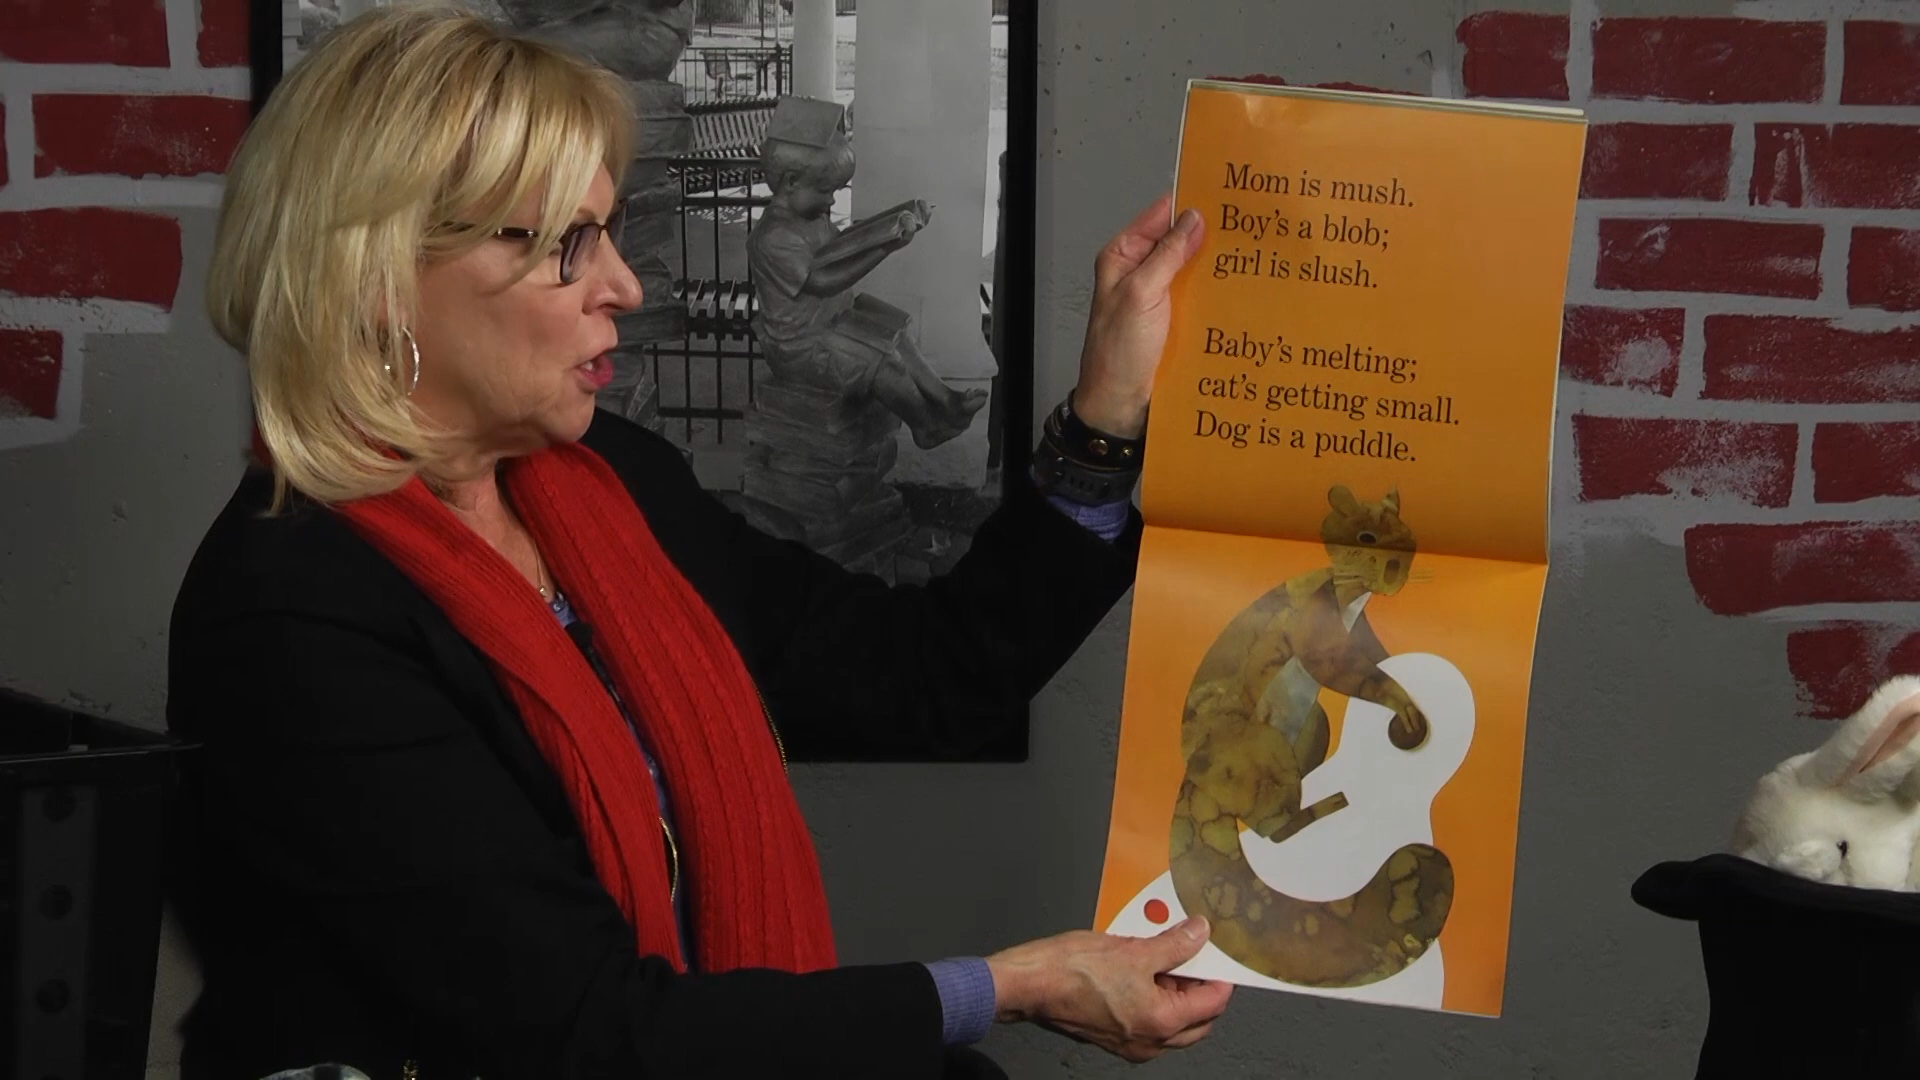 Mom is mush.
Boy's a blob;
girl is slush.
Baby's melting;
cat's getting small.
Dog is a puddle.